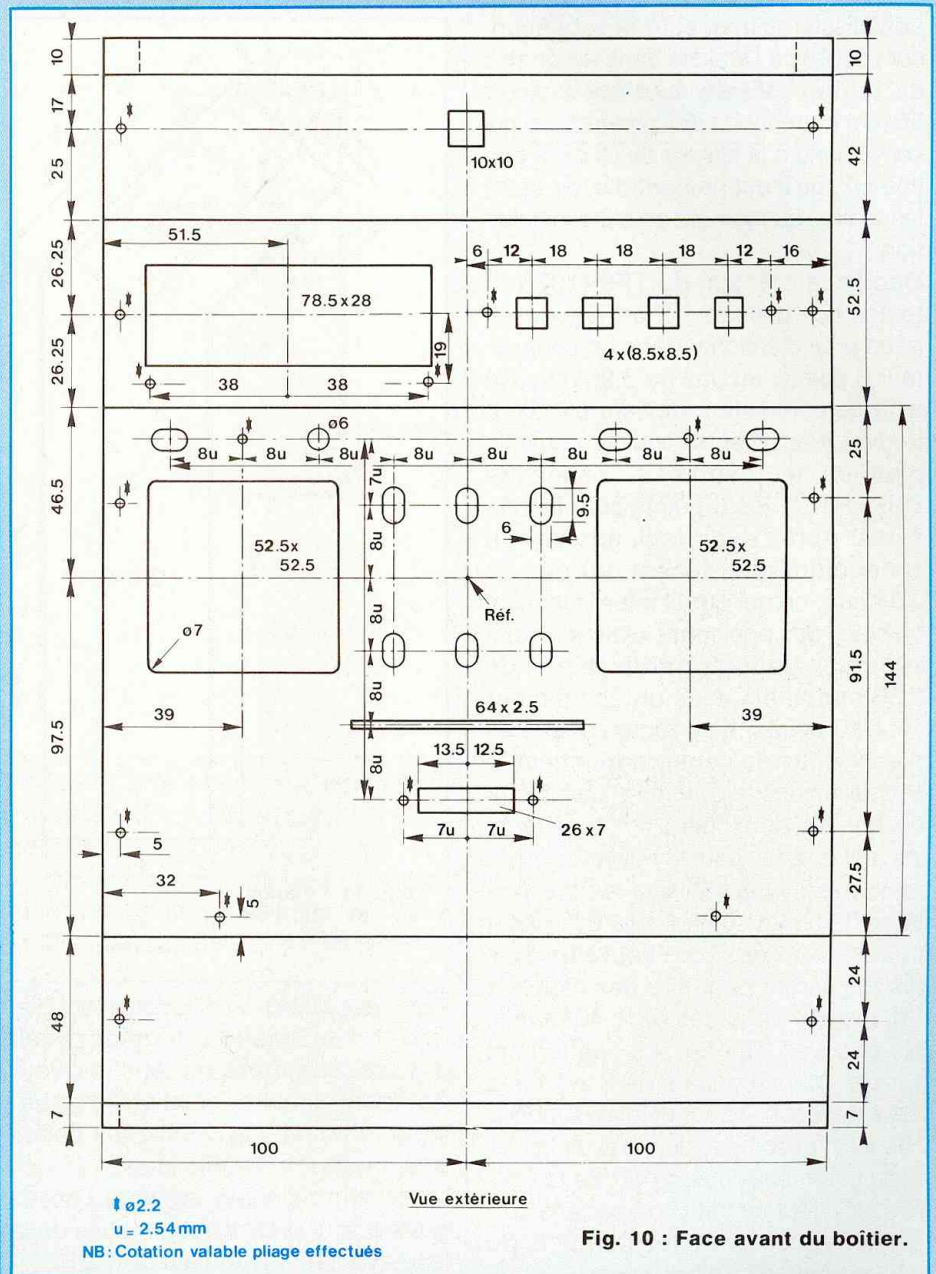 10
10
17
25
42
10x10
51.5
26.25
26.25
78.5 x 28
6
12
18
18
18
12
16
52.5
4x(8.5x8.5)
19
38
38
ø6
8u
8u
8u
8u
8u
8u
8u
8u
25
46.5
7u
8u
9.5
6
52.5x
52.5
52.5x
52.5
Réf.
ø7
8u
91.5
144
8u
64 x 2.5
39
39
97.5
8u
13.5
12.5
7u
7u
26 x 7
5
32
5
27.5
48
24
24
7
7
100
100
Vue extérieure
ø2.2
u = 2.54mm
NB: Cotation valable pliage effectués
Fig. 10 : Face avant du boîtier.